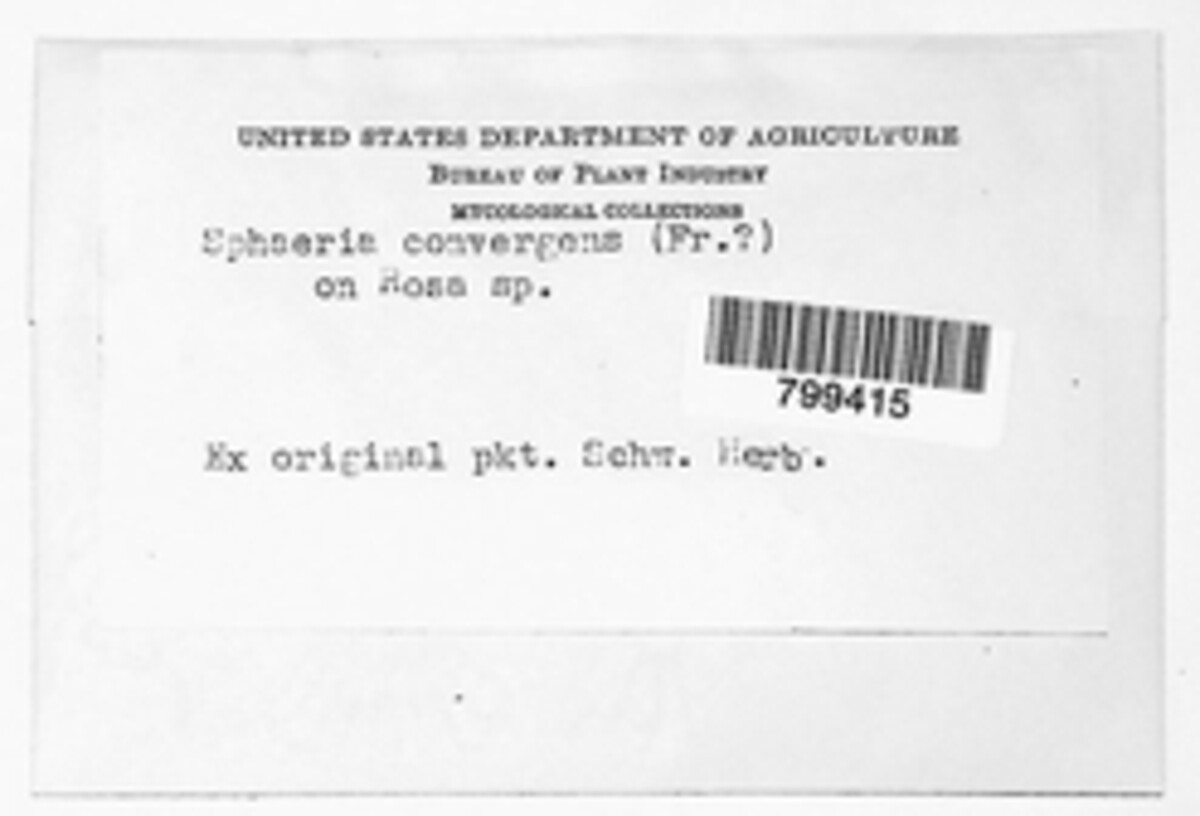 UNITED STATES DEPARTMENT OF AGRICULTURE
BUREAU OF PLANT INDUSTRY
MYCOLOGICAL COLLECTIONS
Sphaeria convergens (Fr.?)
on Rosa sp.
799415
Ex original pkt. Schw. Herb.